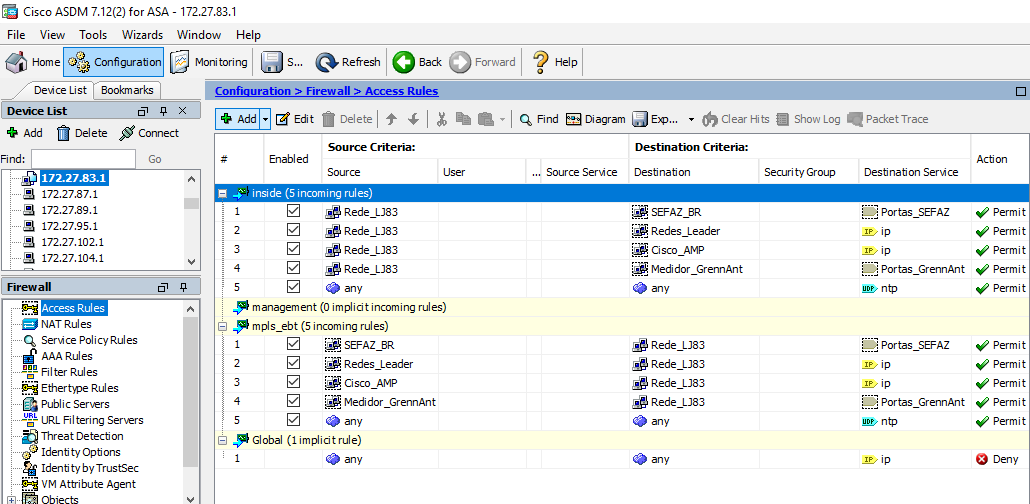 Cisco ASDM 7.12(2) for ASA - 172.27.83.1
File View Tools Wizards Window Help
Home Configuration Monitoring S... Refresh Back Forward ? Help
Device List Bookmarks
Configuration > Firewall > Access Rules
Device List
Add Delete Connect
Find: Go
172.27.83.1
172.27.87.1
172.27.89.1
172.27.95.1
172.27.102.1
172.27.104.1
Firewall
Access Rules
NAT Rules
Service Policy Rules
AAA Rules
Filter Rules
Ethertype Rules
Public Servers
URL URL Filtering Servers
Threat Detection
Identity Options
Identity by TrustSec
VM Attribute Agent
Objects
Add Edit Delete Find Diagram Exp... Clear Hits Show Log Packet Trace
# Enabled Source Criteria: Destination Criteria: Action
Source User ... Source Service Destination Security Group Destination Service
inside (5 incoming rules)
1 Rede_LJ83 SEFAZ_BR Portas_SEFAZ Permit
2 Rede_LJ83 Redes_Leader IP ip Permit
3 Rede_LJ83 Cisco_AMP IP ip Permit
4 Rede_LJ83 Medidor_GrennAnt Portas_GrennAnt Permit
5 any any UDP ntp Permit
management (0 implicit incoming rules)
mpls_ebt (5 incoming rules)
1 SEFAZ_BR Rede_LJ83 Portas_SEFAZ Permit
2 Redes_Leader Rede_LJ83 IP ip Permit
3 Cisco_AMP Rede_LJ83 IP ip Permit
4 Medidor_GrennAnt Rede_LJ83 Portas_GrennAnt Permit
5 any any UDP ntp Permit
Global (1 implicit rule)
1 any any IP ip Deny